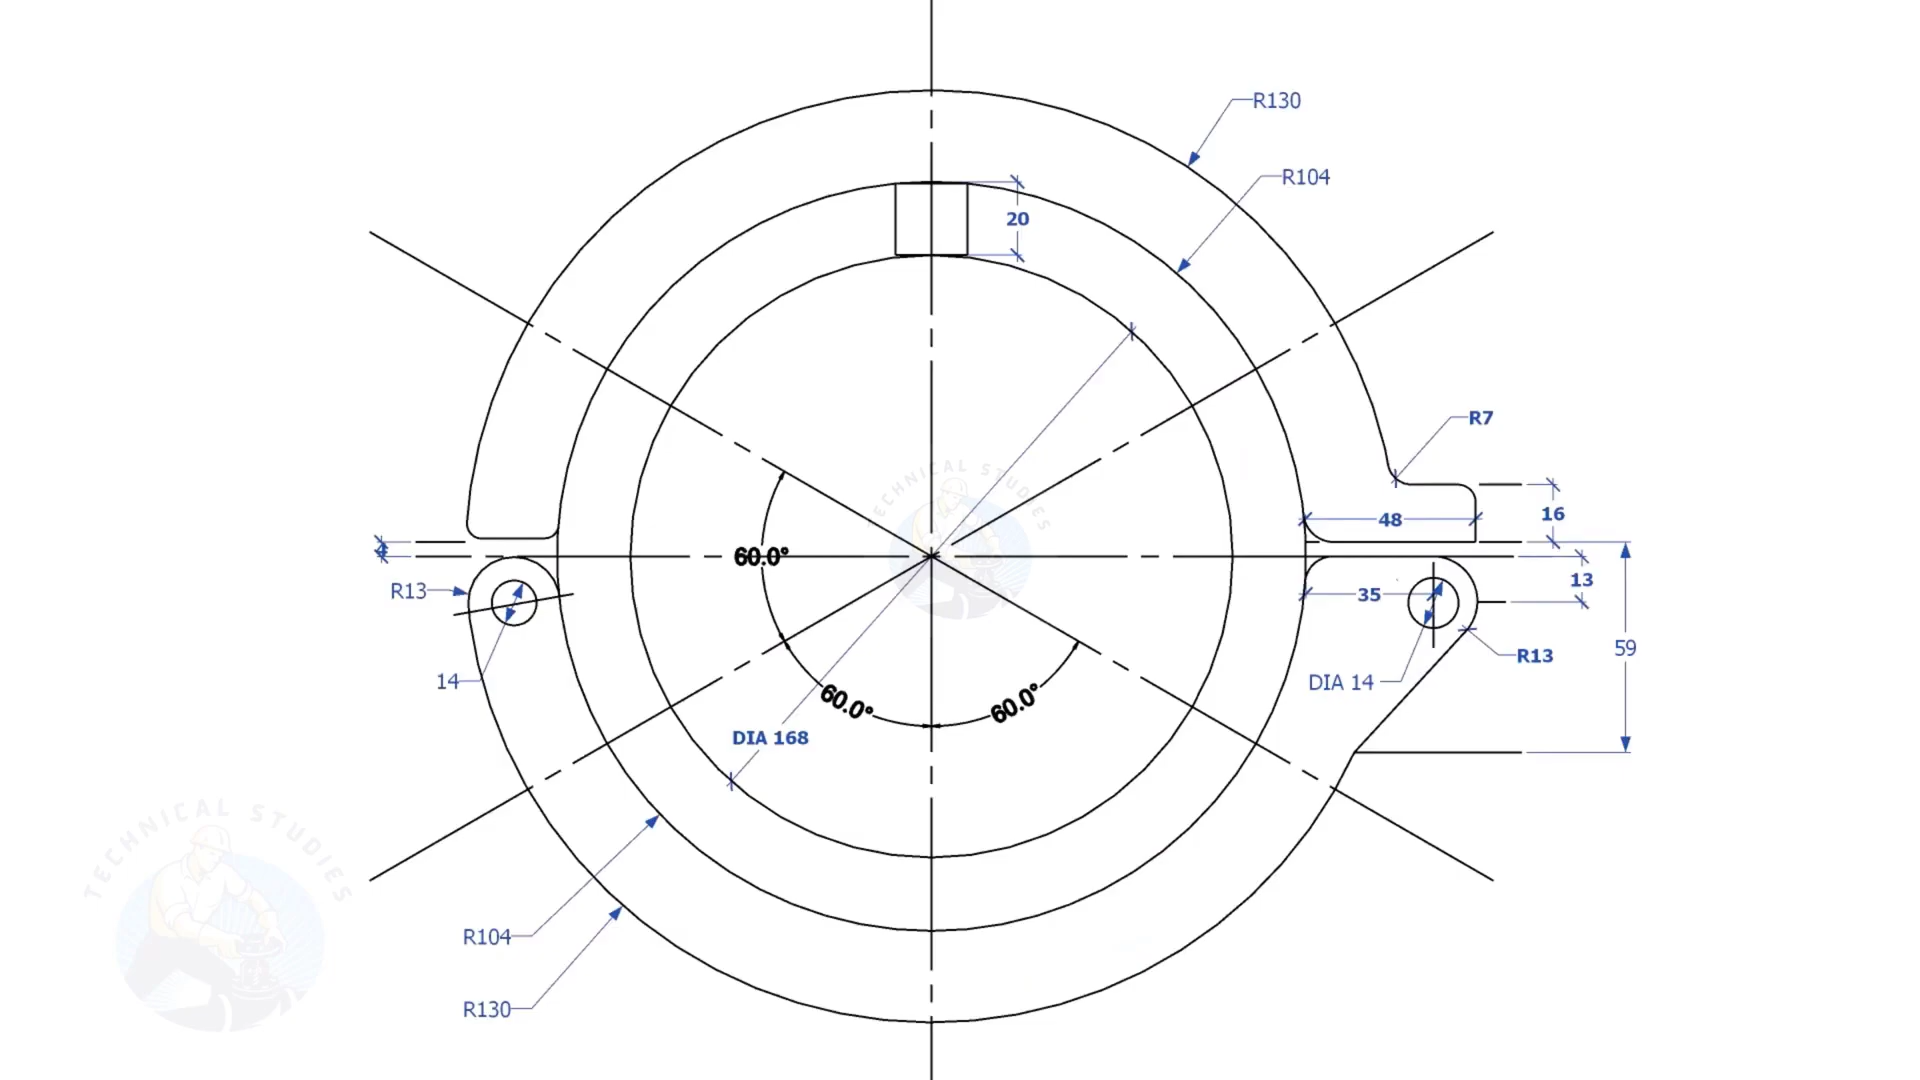 R130
R104
20
R7
48
16
4
60.0°
R13
35
13
59
R13
14
DIA 14
60.0°
60.0°
DIA 168
R104
R130
TECHNICAL STUDIES
TECHNICAL STUDIES